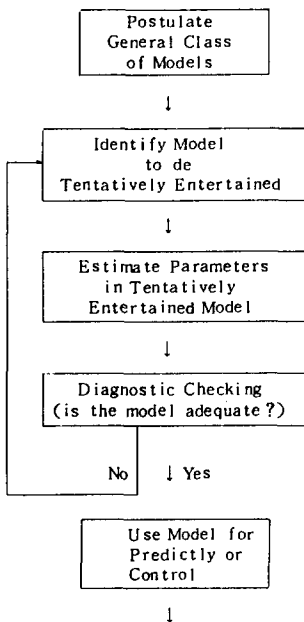 Postulate
General Class
of Models
↓
Identify Model
to de
Tentatively Entertained
↓
Estimate Parameters
in Tentatively
Entertained Model
↓
Diagnostic Checking
(is the model adequate?)
No ↓ Yes
Use Model for
Predictly or
Control
↓